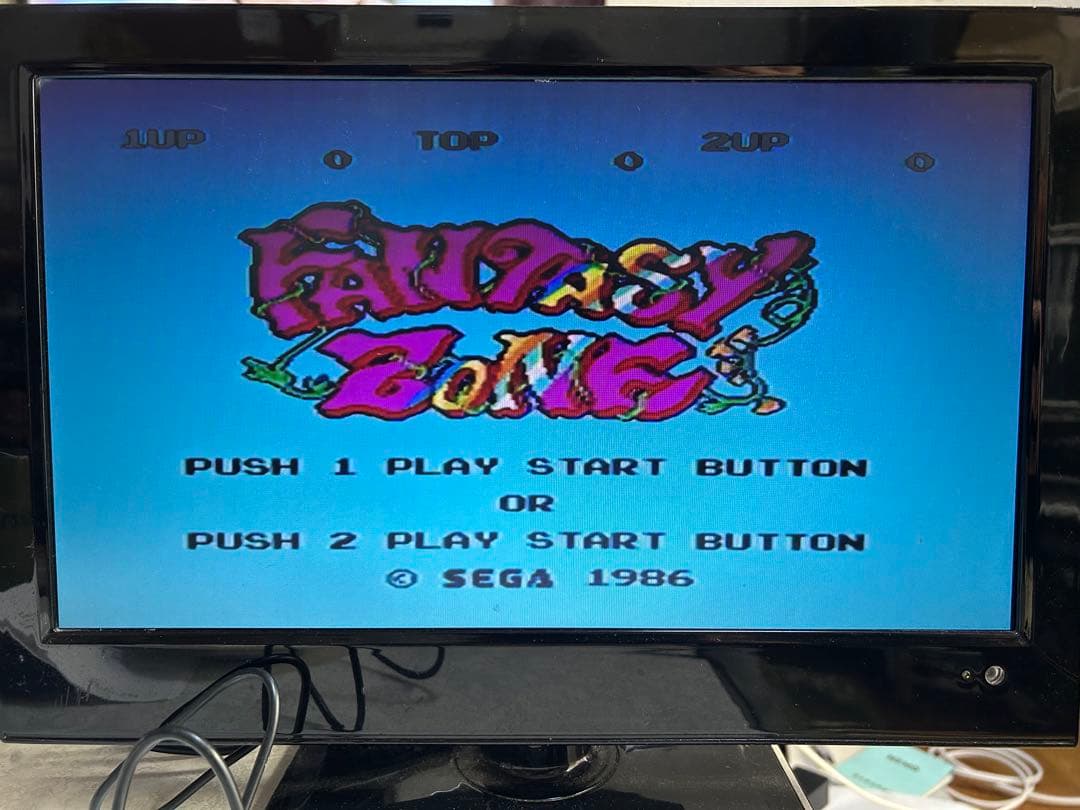 1UP TOP 2UP
0 0 0
FANTASY
ZONE
PUSH 1 PLAY START BUTTON
OR
PUSH 2 PLAY START BUTTON
© SEGA 1986